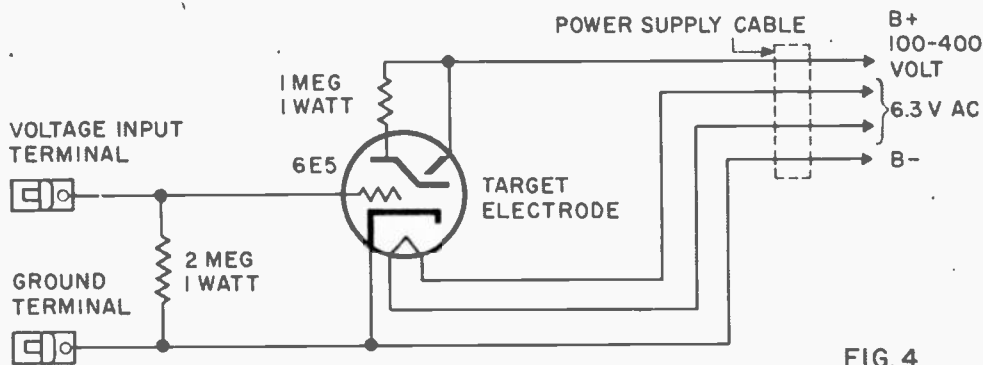 POWER SUPPLY CABLE
B+
100-400
VOLT
6.3 V AC
B-
1 MEG
1 WATT
VOLTAGE INPUT
TERMINAL
6E5
TARGET
ELECTRODE
2 MEG
1 WATT
GROUND
TERMINAL
FIG. 4